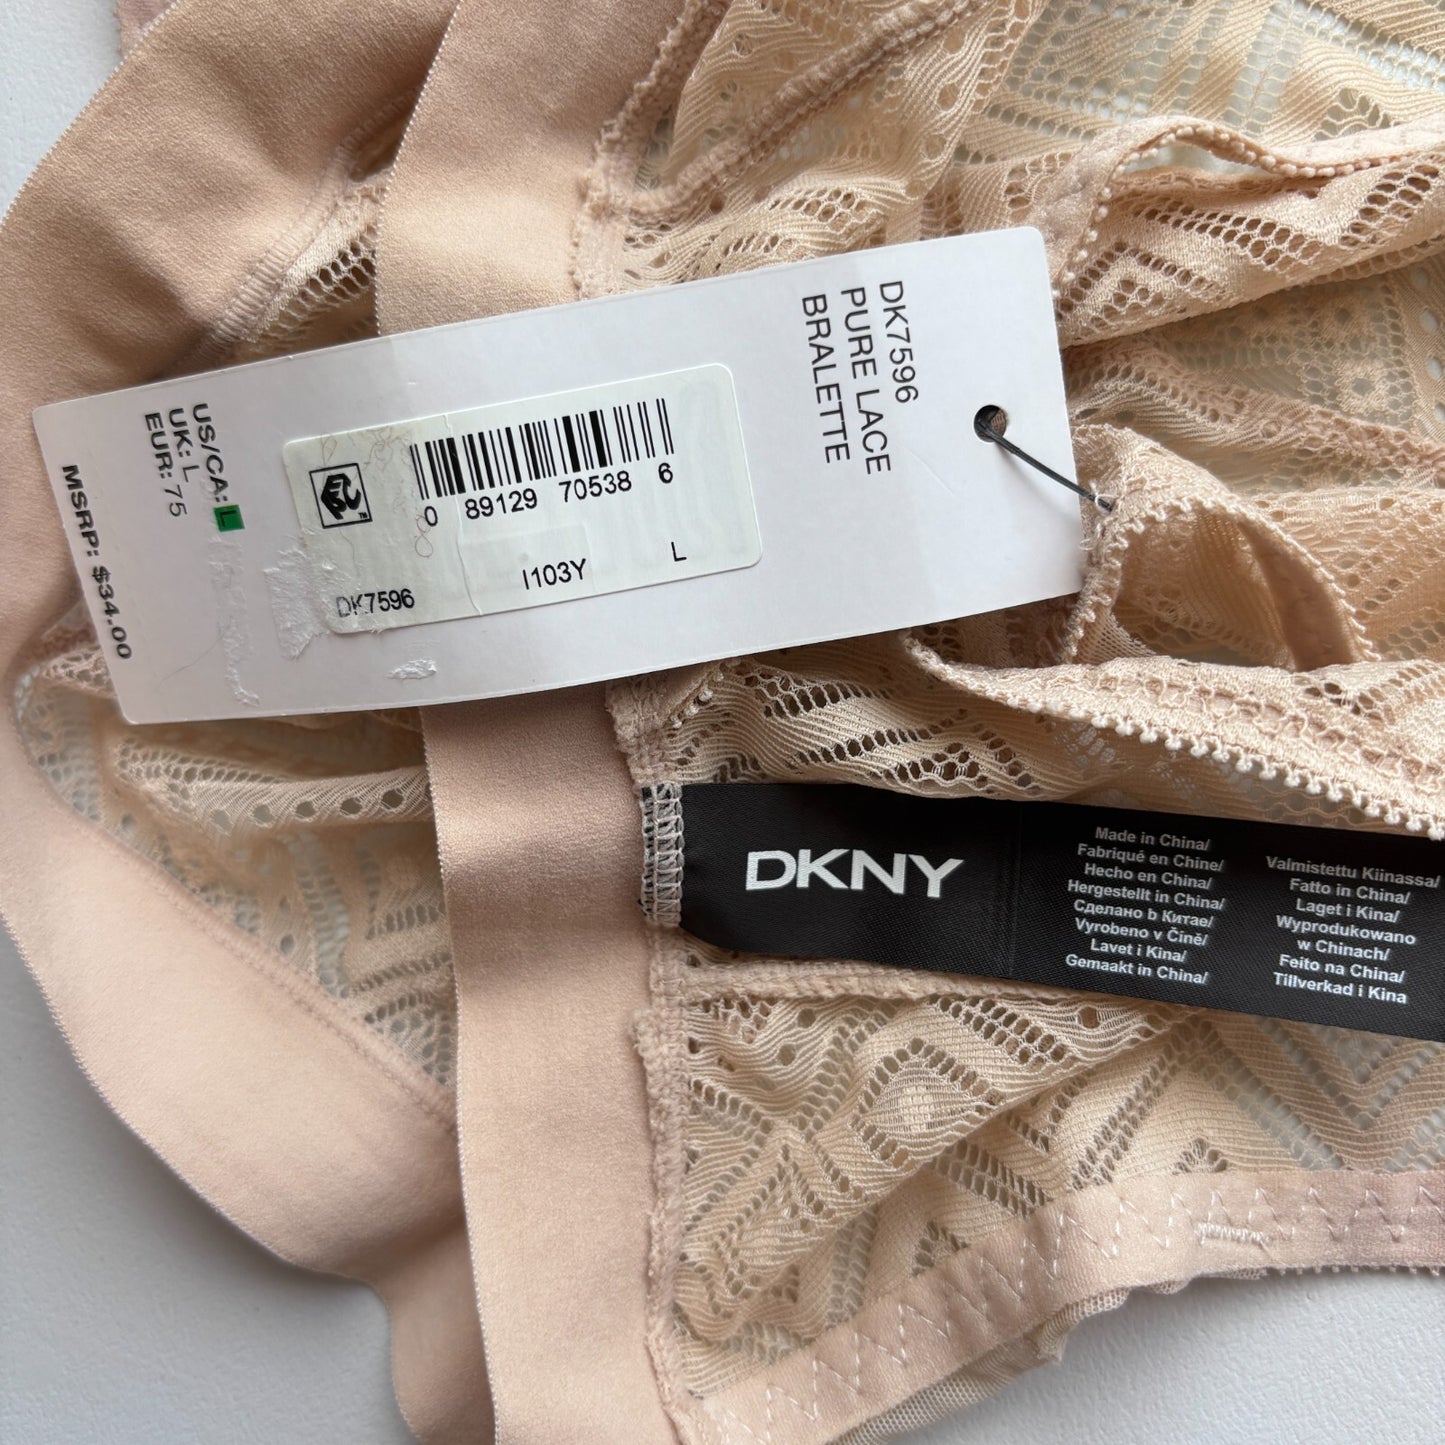 DK7596
PURE LACE
BRALETTE
0 89129 70538 6
DK7596
I103Y
L
US/CA: L
UK: L
EUR: 75
MSRP: $34.00
DKNY
Made in China/
Fabriqué en Chine/
Hecho en China/
Hergestellt in China/
Сделано b Китае/
Vyrobeno v Čině/
Lavet i Kina/
Gemaakt in China/
Valmistettu Kiinassa/
Fatto in China/
Laget i Kina/
Wyprodukowano
w Chinach/
Feito na China/
Tillverkad i Kina